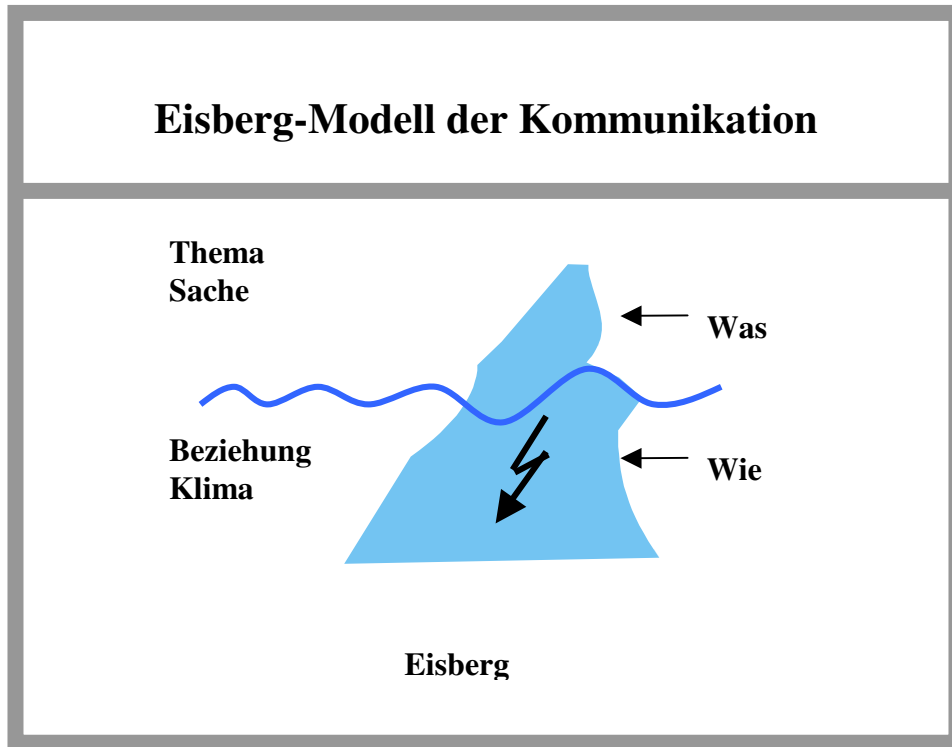 Eisberg-Modell der Kommunikation
Thema
Sache
Was
Beziehung
Klima
Wie
Eisberg